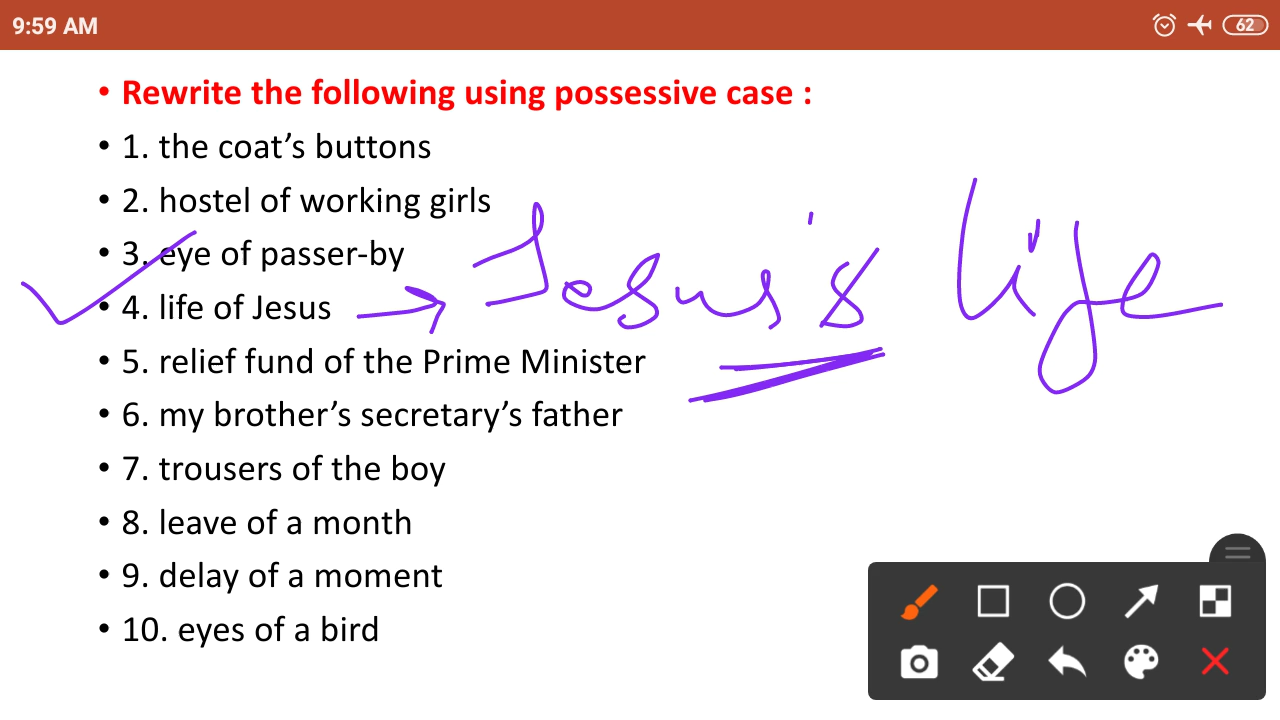 9:59 AM
62
• Rewrite the following using possessive case :
• 1. the coat’s buttons
• 2. hostel of working girls
• 3. eye of passer-by
• 4. life of Jesus → Jesus's life
• 5. relief fund of the Prime Minister
• 6. my brother’s secretary’s father
• 7. trousers of the boy
• 8. leave of a month
• 9. delay of a moment
• 10. eyes of a bird